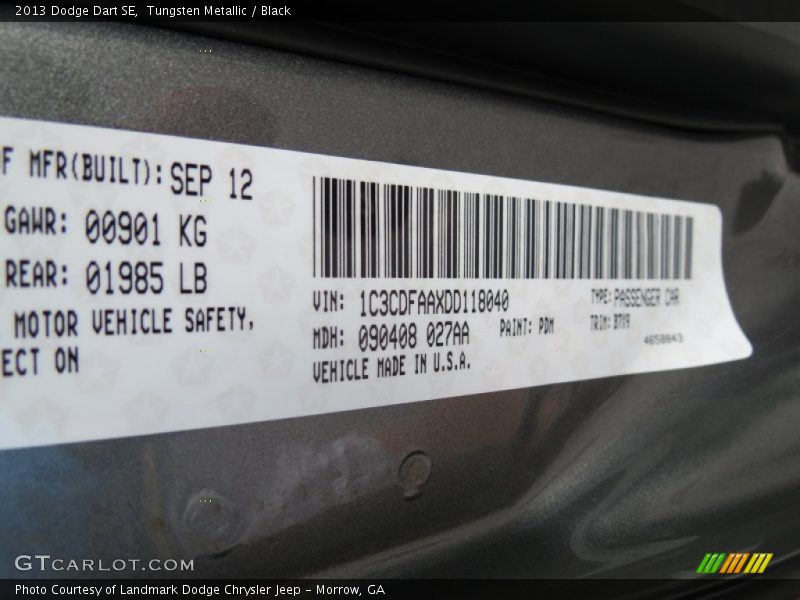 2013 Dodge Dart SE,  Tungsten Metallic / Black
F MFR(BUILT): SEP 12
GAWR: 00901 KG
REAR: 01985 LB
MOTOR VEHICLE SAFETY,
ECT ON
VIN: 1C3CDFAAXDD118040 TYPE: PASSENGER CAR
MDH: 090408 027AA PAINT: PDM TRIM:
VEHICLE MADE IN U.S.A. 4658843
GTCARLOT.COM
Photo Courtesy of Landmark Dodge Chrysler Jeep – Morrow, GA